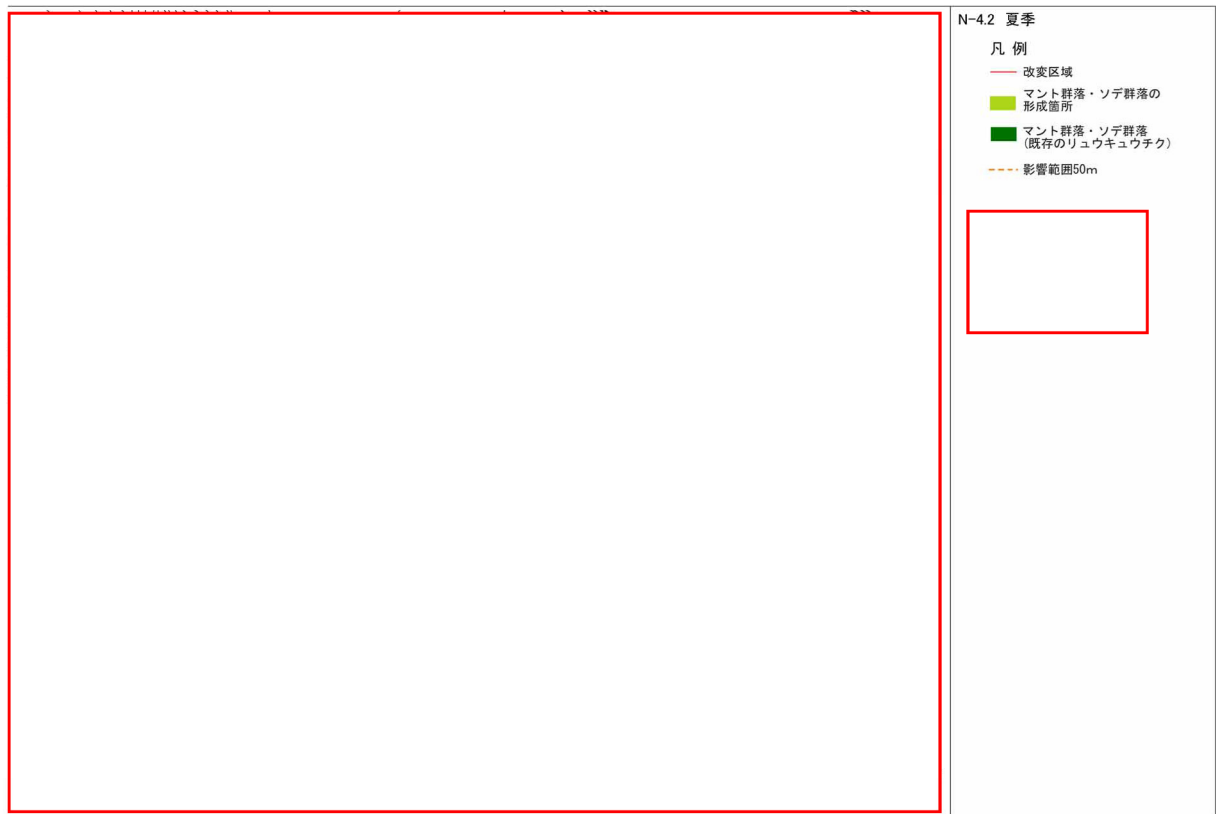 N-4.2 夏季
凡 例
改変区域
マント群落・ソデ群落の
形成箇所
マント群落・ソデ群落
(既存のリュウキュウチク)
影響範囲50m